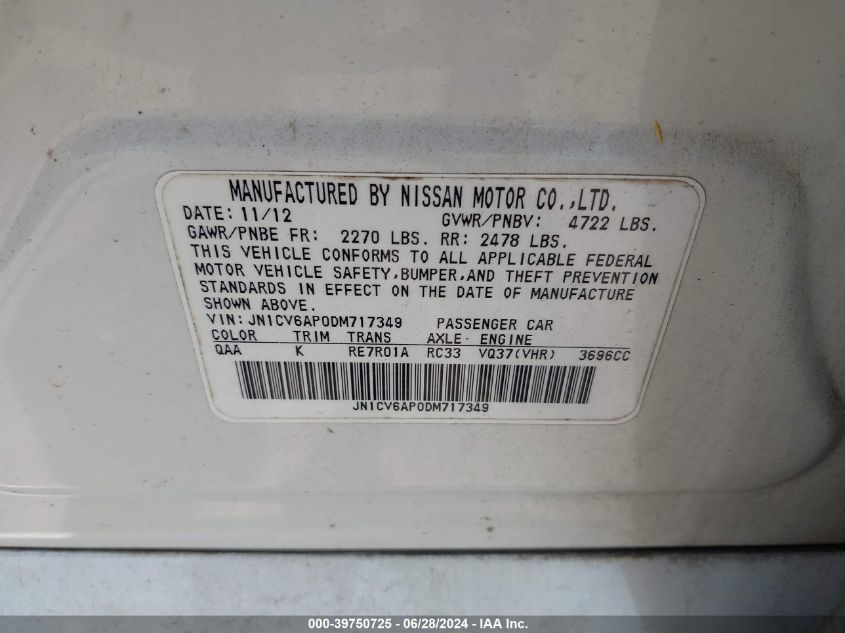 MANUFACTURED BY NISSAN MOTOR CO.,LTD.
DATE: 11/12 GVWR/PNBV: 4722 LBS.
GAWR/PNBE FR: 2270 LBS. RR: 2478 LBS.
THIS VEHICLE CONFORMS TO ALL APPLICABLE FEDERAL
MOTOR VEHICLE SAFETY,BUMPER,AND THEFT PREVENTION
STANDARDS IN EFFECT ON THE DATE OF MANUFACTURE
SHOWN ABOVE.
VIN: JN1CV6AP0DM717349 PASSENGER CAR
COLOR TRIM TRANS AXLE ENGINE
QAA K RE7R01A RC33 VQ37(VHR) 3696CC
JN1CV6AP0DM717349
000-39750725 - 06/28/2024 - IAA Inc.